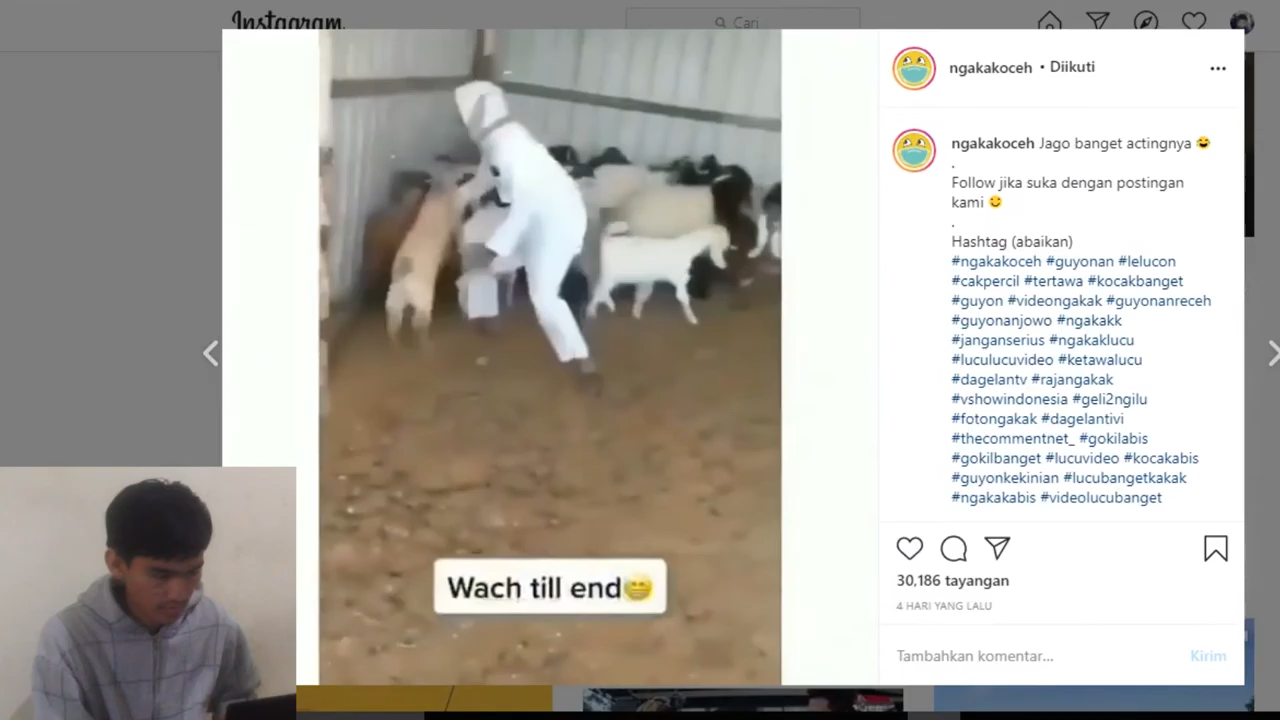 Instagram
Cari
ngakakoceh • Diikuti
ngakakoceh Jago banget actingnya 😂
.
Follow jika suka dengan postingan
kami 😊
.
Hashtag (abaikan)
#ngakakoceh #guyonan #lelucon
#cakpercil #tertawa #kocakbanget
#guyon #videongakak #guyonanreceh
#guyonanjowo #ngakakk
#janganserius #ngakaklucu
#luculucuvideo #ketawalucu
#dagelantv #rajangakak
#vshowindonesia #geli2ngilu
#fotongakak #dagelantivi
#thecommentnet_ #gokilabis
#gokilbanget #lucuvideo #kocakabis
#guyonkekinian #lucubangetkakak
#ngakakabis #videolucubanget
30,186 tayangan
4 HARI YANG LALU
Tambahkan komentar...
Kirim
Wach till end😁